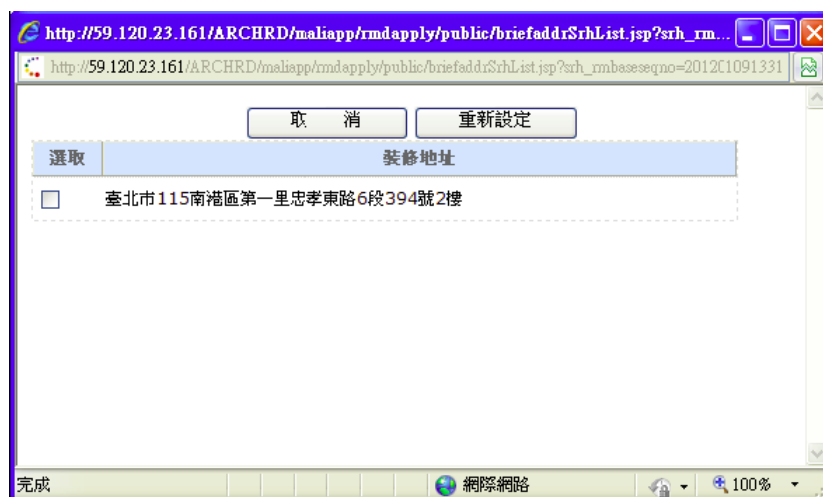 http://59.120.23.161/ARCHRD/maliapp/rmdapply/public/briefaddrSrhList.jsp?srh_rm...
http://59.120.23.161/ARCHRD/maliapp/rmdapply/public/briefaddrSrhList.jsp?srh_rmbaseseqno=201201091331
取 消 重新設定
選取 裝修地址
臺北市115南港區第一里忠孝東路6段394號2樓
完成 網際網路 100%